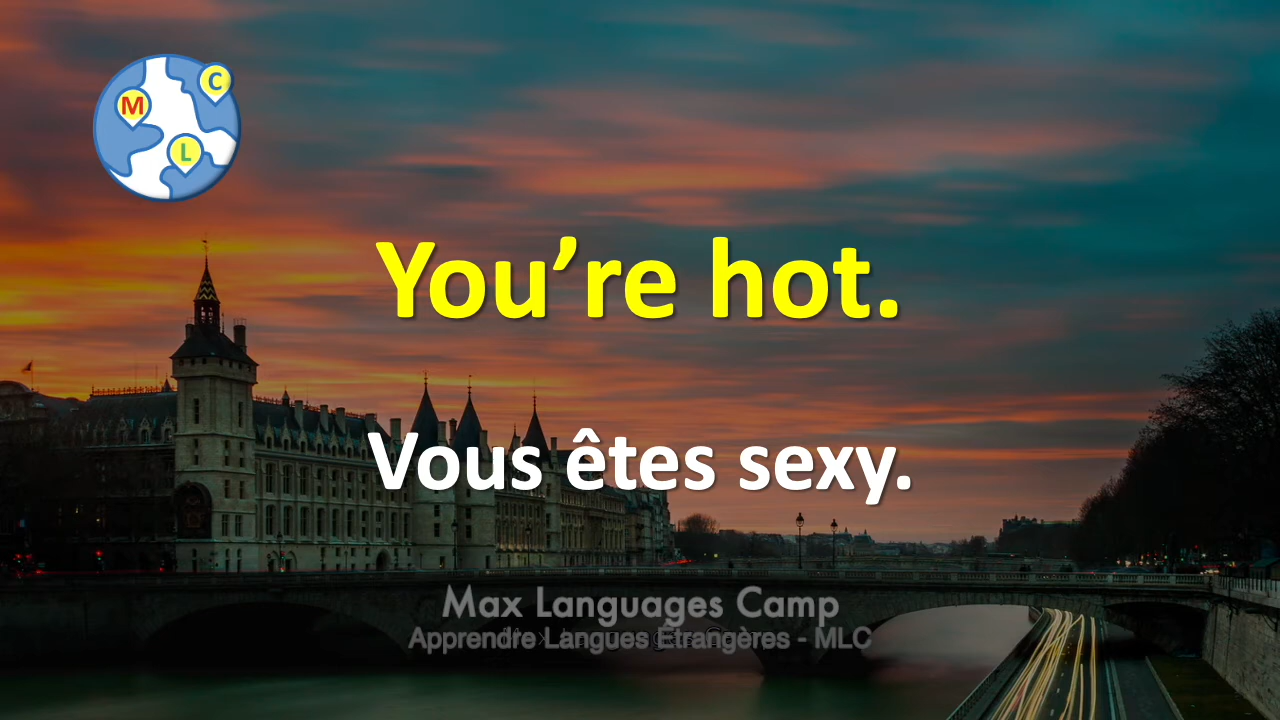 M
C
L
You’re hot.
Vous êtes sexy.
Max Languages Camp
Apprendre Langues Étrangères - MLC